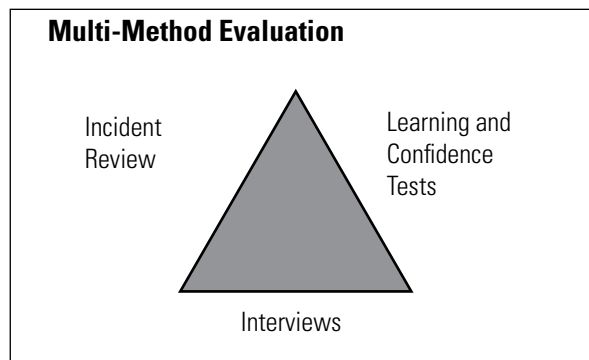 Multi-Method Evaluation
Incident
Review
Learning and
Confidence
Tests
Interviews